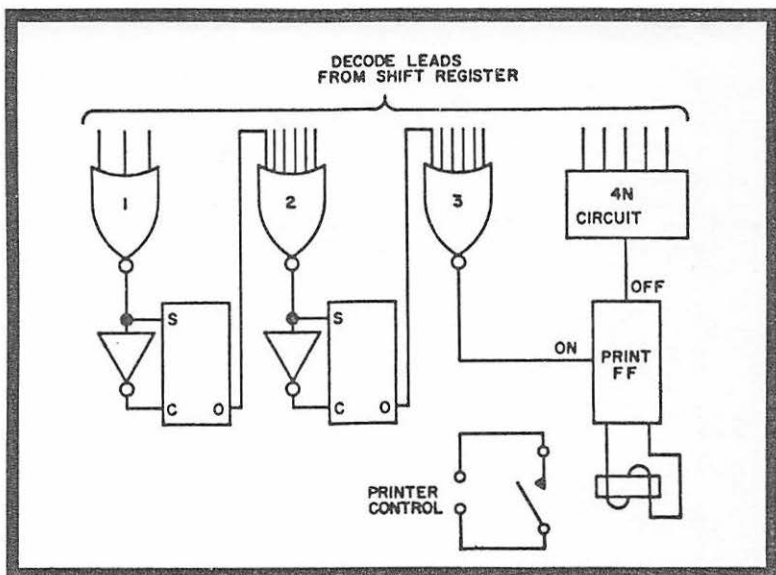 DECODE LEADS
FROM SHIFT REGISTER
1
2
3
4N
CIRCUIT
OFF
S
S
ON
PRINT
FF
C
O
C
O
PRINTER
CONTROL